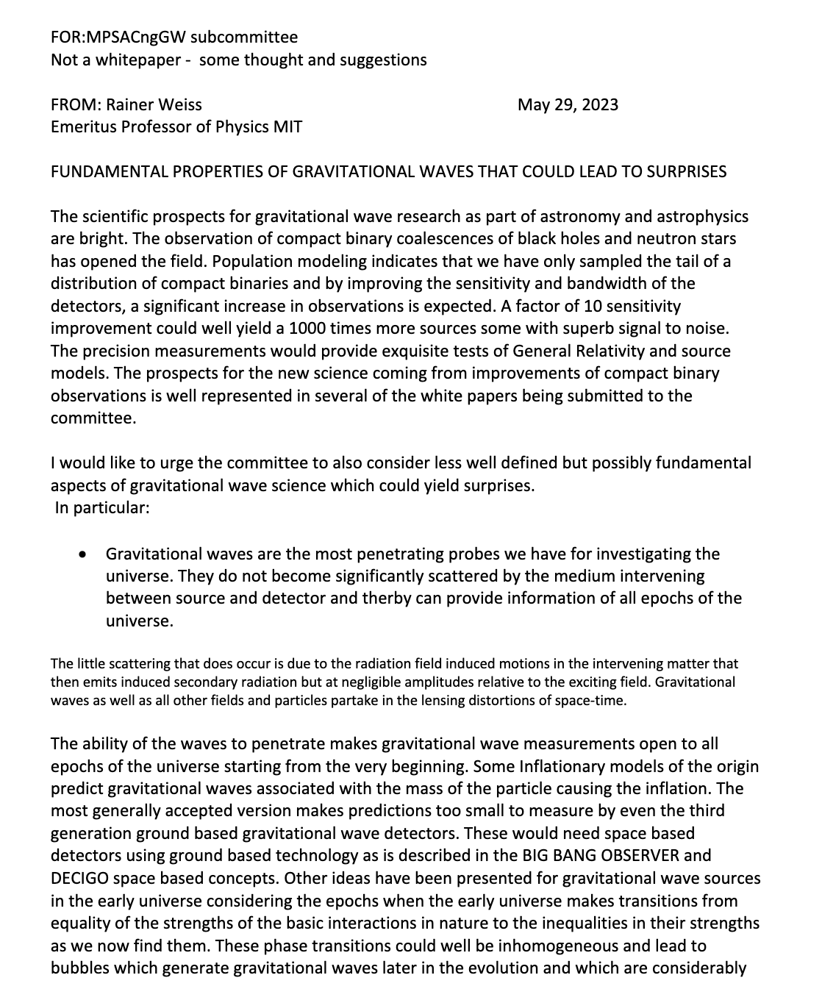 FOR:MPSACngGW subcommittee
Not a whitepaper -  some thought and suggestions
FROM: Rainer Weiss May 29, 2023
Emeritus Professor of Physics MIT
FUNDAMENTAL PROPERTIES OF GRAVITATIONAL WAVES THAT COULD LEAD TO SURPRISES
The scientific prospects for gravitational wave research as part of astronomy and astrophysics
are bright. The observation of compact binary coalescences of black holes and neutron stars
has opened the field. Population modeling indicates that we have only sampled the tail of a
distribution of compact binaries and by improving the sensitivity and bandwidth of the
detectors, a significant increase in observations is expected. A factor of 10 sensitivity
improvement could well yield a 1000 times more sources some with superb signal to noise.
The precision measurements would provide exquisite tests of General Relativity and source
models. The prospects for the new science coming from improvements of compact binary
observations is well represented in several of the white papers being submitted to the
committee.
I would like to urge the committee to also consider less well defined but possibly fundamental
aspects of gravitational wave science which could yield surprises.
In particular:
• Gravitational waves are the most penetrating probes we have for investigating the
universe. They do not become significantly scattered by the medium intervening
between source and detector and therby can provide information of all epochs of the
universe.
The little scattering that does occur is due to the radiation field induced motions in the intervening matter that
then emits induced secondary radiation but at negligible amplitudes relative to the exciting field. Gravitational
waves as well as all other fields and particles partake in the lensing distortions of space-time.
The ability of the waves to penetrate makes gravitational wave measurements open to all
epochs of the universe starting from the very beginning. Some Inflationary models of the origin
predict gravitational waves associated with the mass of the particle causing the inflation. The
most generally accepted version makes predictions too small to measure by even the third
generation ground based gravitational wave detectors. These would need space based
detectors using ground based technology as is described in the BIG BANG OBSERVER and
DECIGO space based concepts. Other ideas have been presented for gravitational wave sources
in the early universe considering the epochs when the early universe makes transitions from
equality of the strengths of the basic interactions in nature to the inequalities in their strengths
as we now find them. These phase transitions could well be inhomogeneous and lead to
bubbles which generate gravitational waves later in the evolution and which are considerably